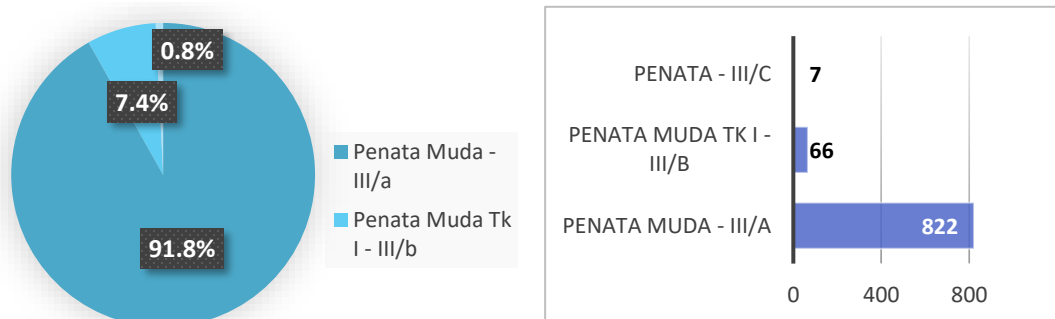 0.8%
7.4%
91.8%
Penata Muda -
III/a
Penata Muda Tk
I - III/b
PENATA - III/C
7
PENATA MUDA TK I -
III/B
66
PENATA MUDA - III/A
822
0
400
800